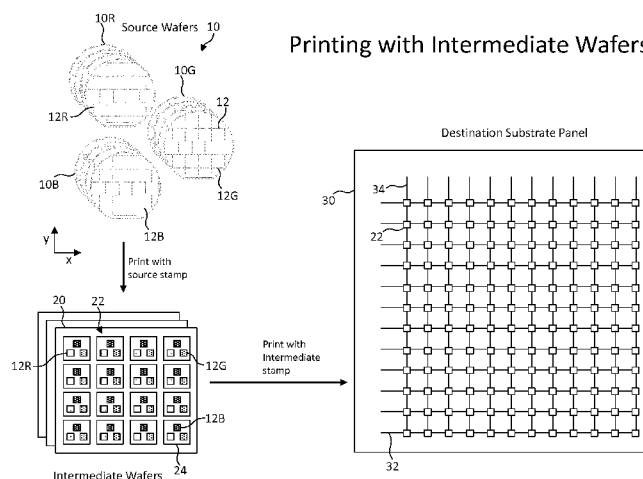 10R
Source Wafers 10
Printing with Intermediate Wafers
10G
12
12R
Destination Substrate Panel
10B
12G
30
34
22
12B
y
x
Print with
source stamp
20
22
12R
12G
Print with
Intermediate
stamp
12B
24
32
Intermediate Wafers